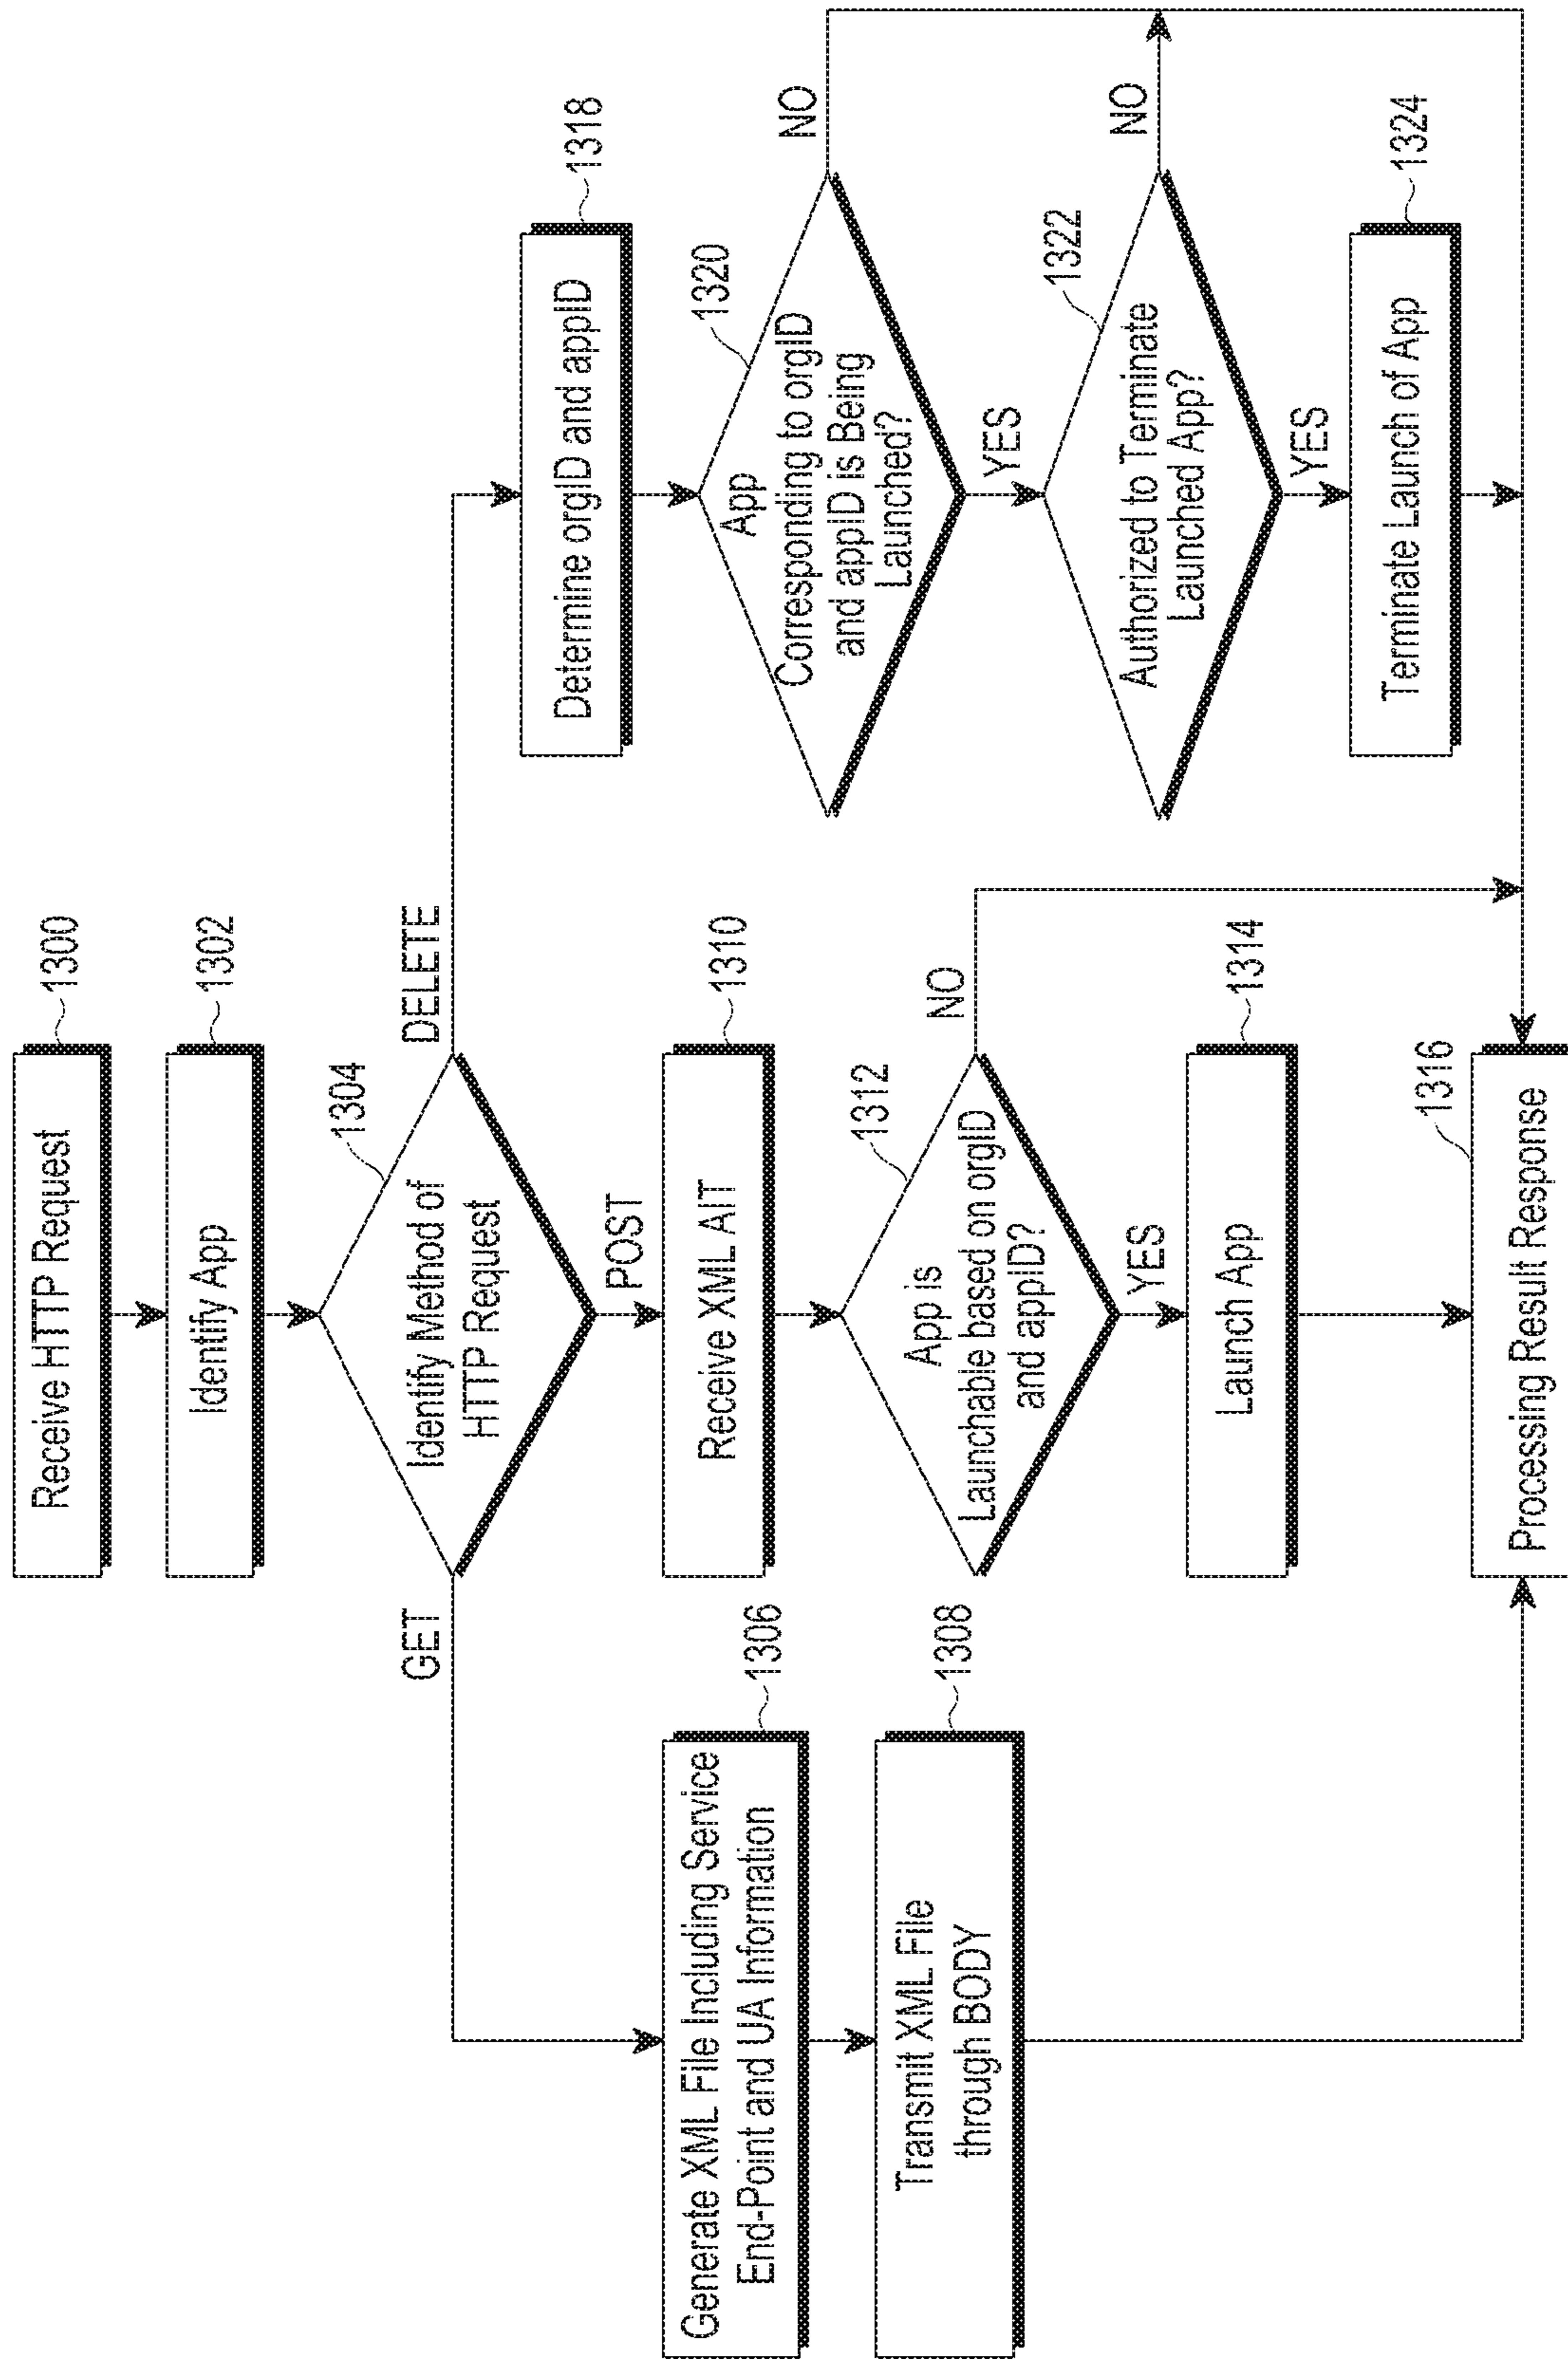 Receive HTTP Request
1300
Identify App
1302
1304
Identify Method of
HTTP Request
GET
DELETE
POST
Generate XML File Including Service
End-Point and UA Information
1306
Transmit XML File
through BODY
1308
Receive XML AIT
1310
1312
App is
Launchable based on orgID
and appID?
NO
YES
Launch App
1314
1316
Processing Result Response
Determine orgID and appID
1318
1320
App
Corresponding to orgID
and appID is Being
Launched?
NO
YES
1322
Authorized to Terminate
Launched App?
NO
YES
Terminate Launch of App
1324